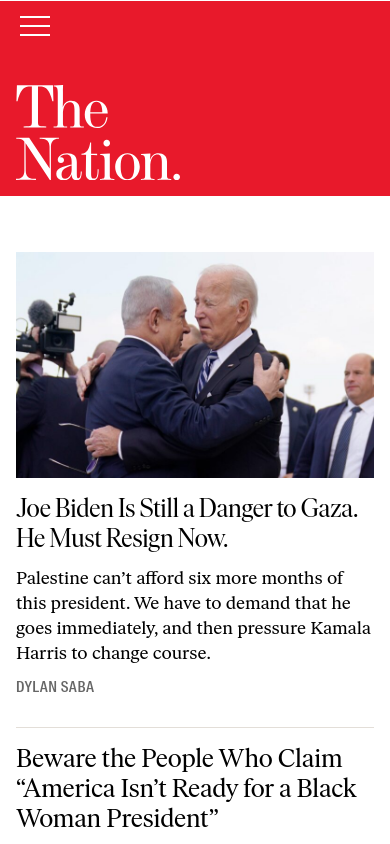 The
Nation.
Joe Biden Is Still a Danger to Gaza.
He Must Resign Now.
Palestine can’t afford six more months of
this president. We have to demand that he
goes immediately, and then pressure Kamala
Harris to change course.
DYLAN SABA
Beware the People Who Claim
“America Isn’t Ready for a Black
Woman President”